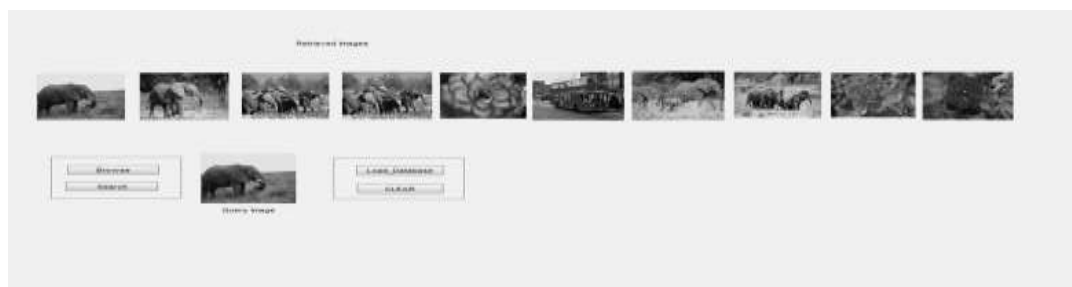 Retrieved Images
Browse
Search
Load_Database
CLEAR
Query Image